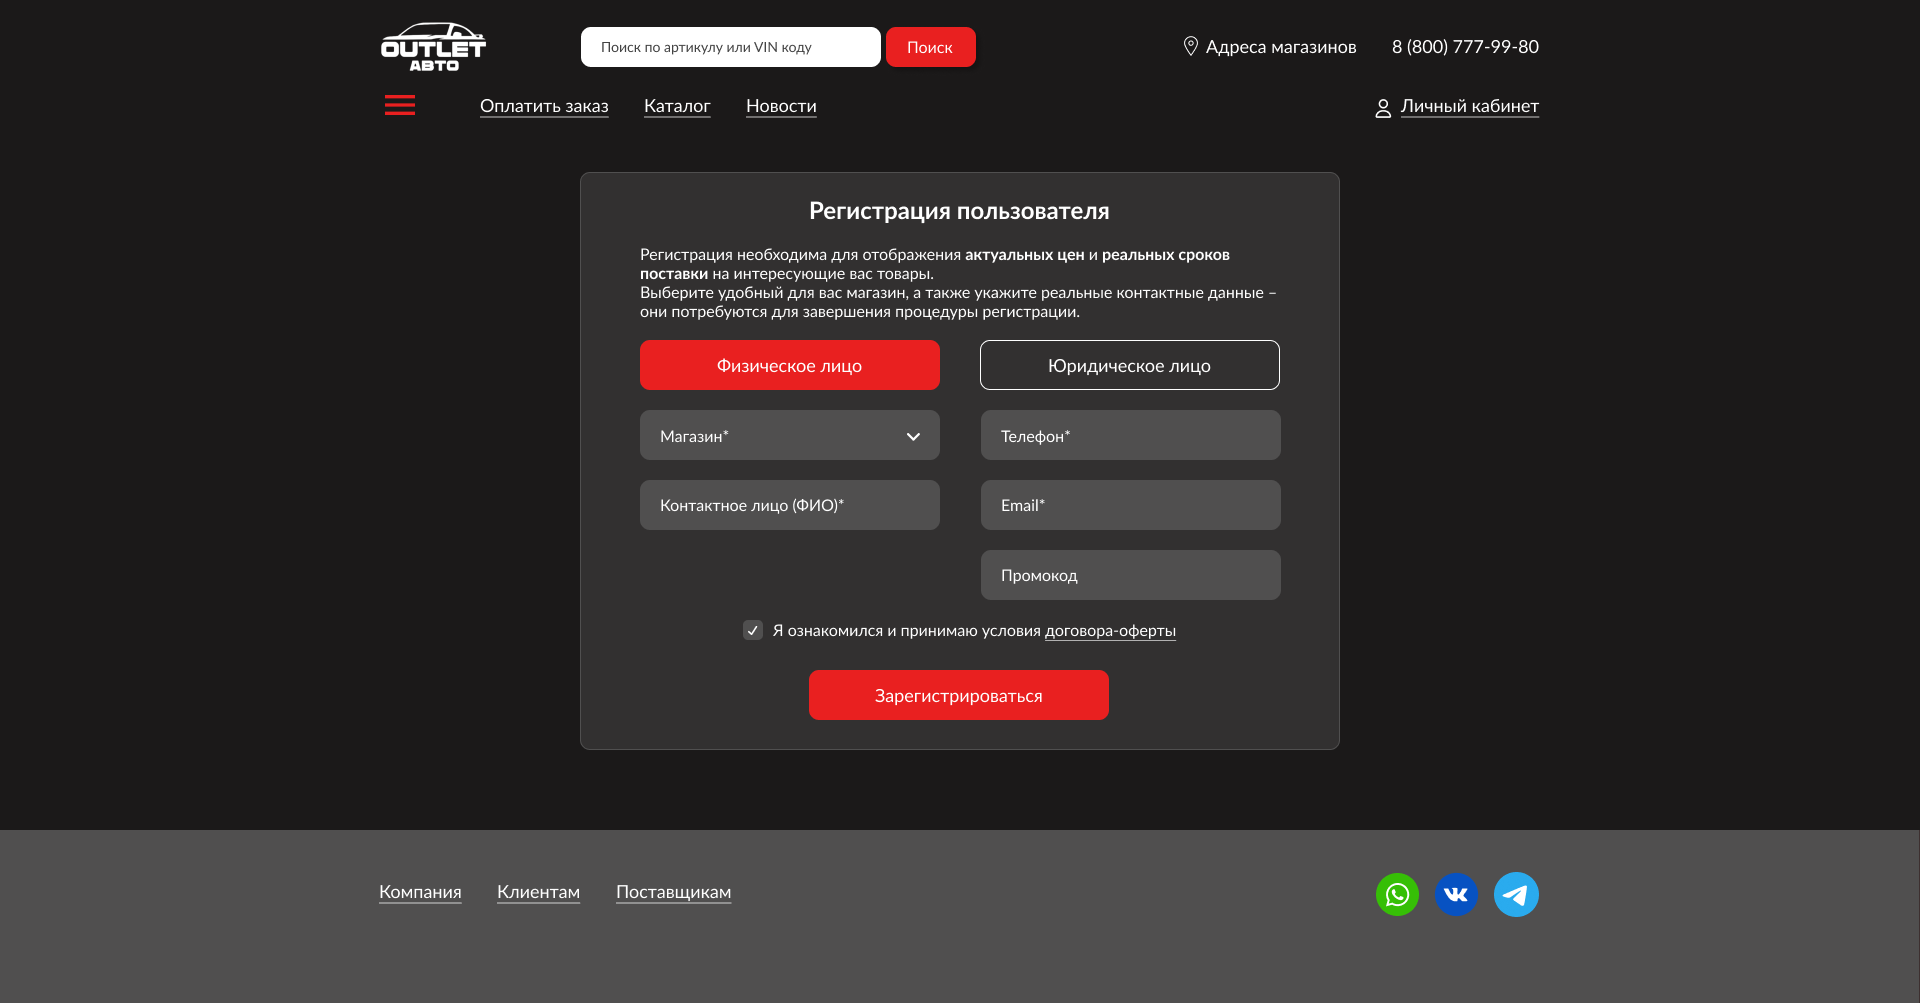 OUTLET
АВТО
Поиск по артикулу или VIN коду
Поиск
Адреса магазинов
8 (800) 777-99-80
Оплатить заказ
Каталог
Новости
Личный кабинет
Регистрация пользователя
Регистрация необходима для отображения актуальных цен и реальных сроков
поставки на интересующие вас товары.
Выберите удобный для вас магазин, а также укажите реальные контактные данные –
они потребуются для завершения процедуры регистрации.
Физическое лицо
Юридическое лицо
Магазин*
Телефон*
Контактное лицо (ФИО)*
Email*
Промокод
Я ознакомился и принимаю условия договора-оферты
Зарегистрироваться
Компания
Клиентам
Поставщикам